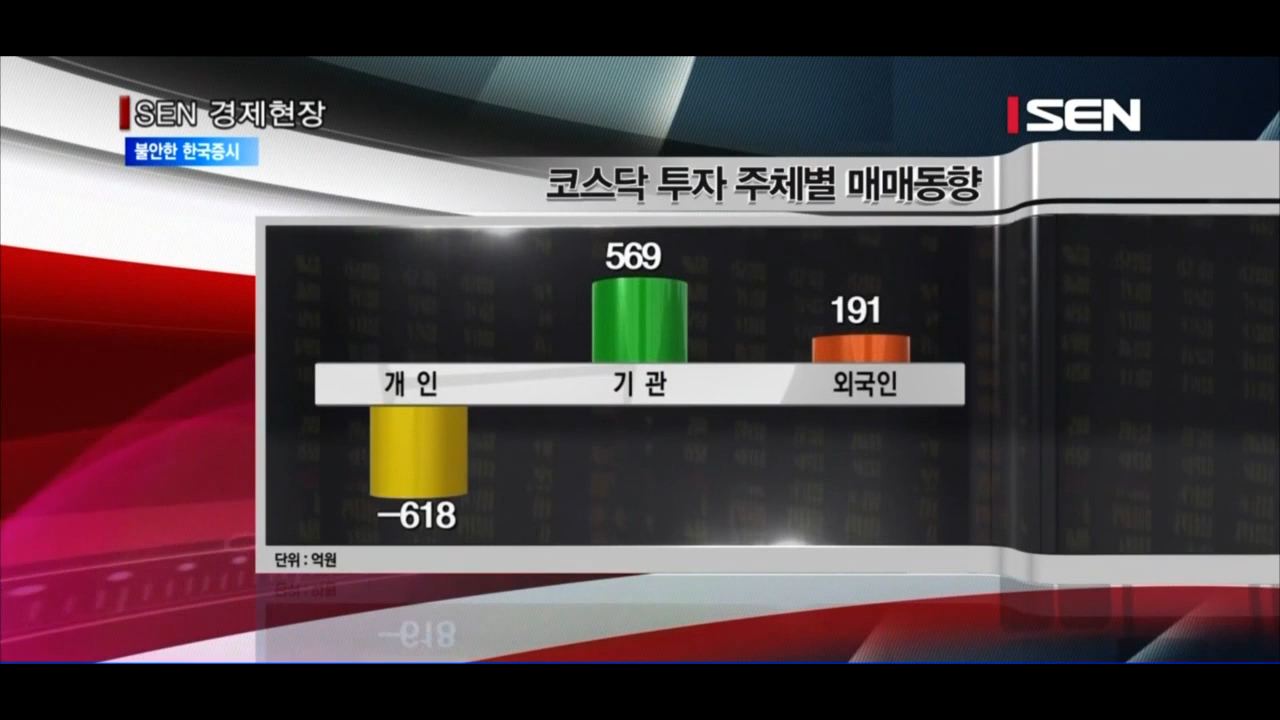 SEN 경제현장
SEN
불안한 한국증시
코스닥 투자 주체별 매매동향
569
191
개 인
기 관
외국인
–618
단위 : 억원